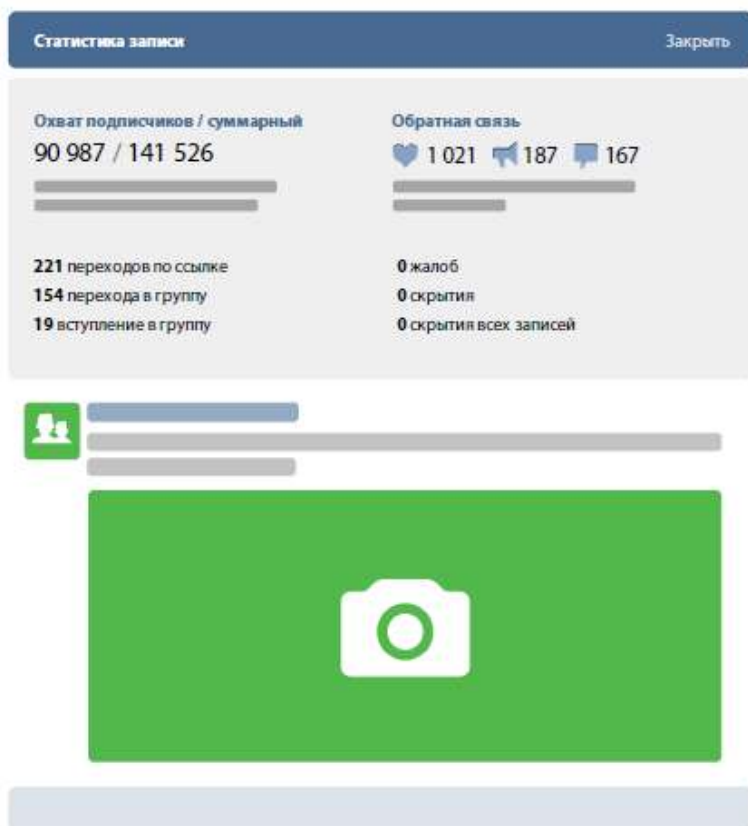 Статистика записи
Закрыть
Охват подписчиков / суммарный
90 987 / 141 526
Обратная связь
1 021 187 167
221 переходов по ссылке
154 перехода в группу
19 вступление в группу
0 жалоб
0 скрытия
0 скрытия всех записей